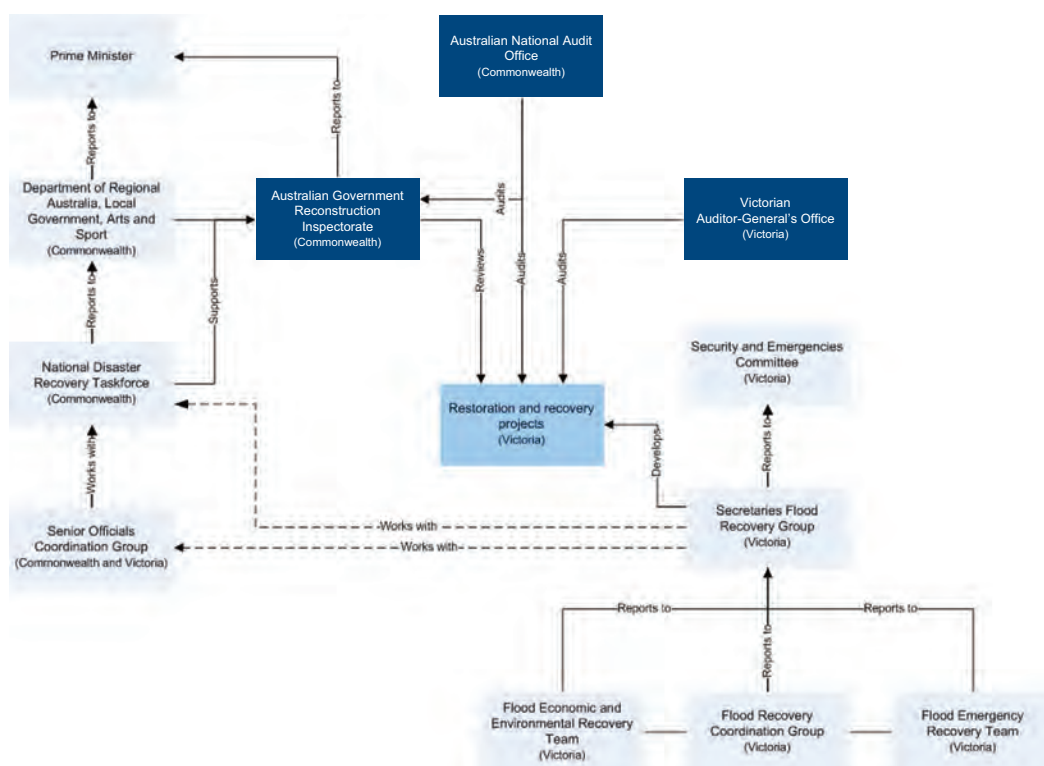 Australian National Audit
Office
(Commonwealth)
Prime Minister
Reports to
Reports to
Department of Regional
Australia, Local
Government, Arts and
Sport
(Commonwealth)
Australian Government
Reconstruction
Inspectorate
(Commonwealth)
Audits
Victorian
Auditor-General's Office
(Victoria)
Reports to
Supports
Reviews
Audits
Audits
National Disaster
Recovery Taskforce
(Commonwealth)
Security and Emergencies
Committee
(Victoria)
Restoration and recovery
projects
(Victoria)
Works with
Develops
Reports to
Senior Officials
Coordination Group
(Commonwealth and Victoria)
Works with
Works with
Secretaries Flood
Recovery Group
(Victoria)
Reports to
Reports to
Reports to
Flood Economic and
Environmental Recovery
Team
(Victoria)
Flood Recovery
Coordination Group
(Victoria)
Flood Emergency
Recovery Team
(Victoria)